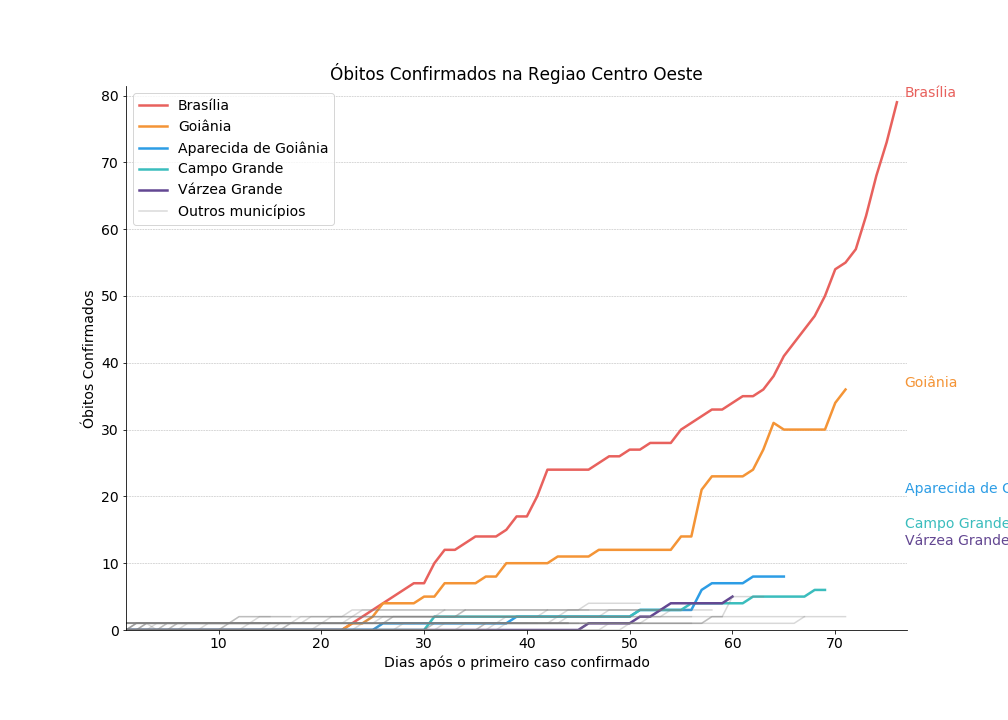 Óbitos Confirmados na Regiao Centro Oeste
Brasília
Goiânia
Aparecida de Goiânia
Campo Grande
Várzea Grande
Outros municípios
80
70
60
50
40
30
20
10
0
Óbitos Confirmados
10
20
30
40
50
60
70
Dias após o primeiro caso confirmado
Brasília
Goiânia
Aparecida de G
Campo Grande
Várzea Grande